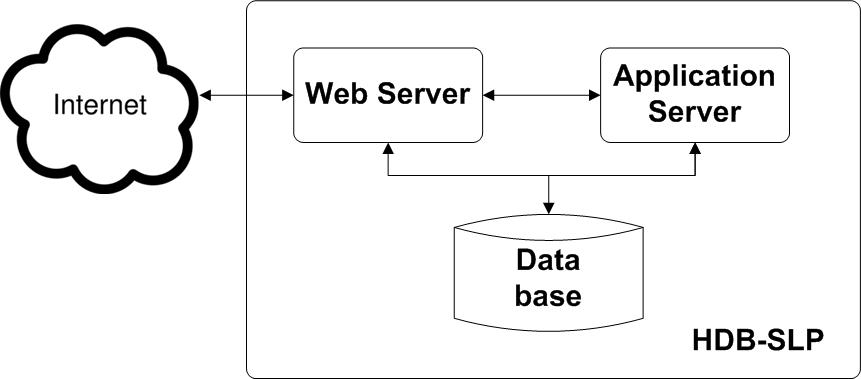 Internet
Web Server
Application
Server
Data
base
HDB-SLP